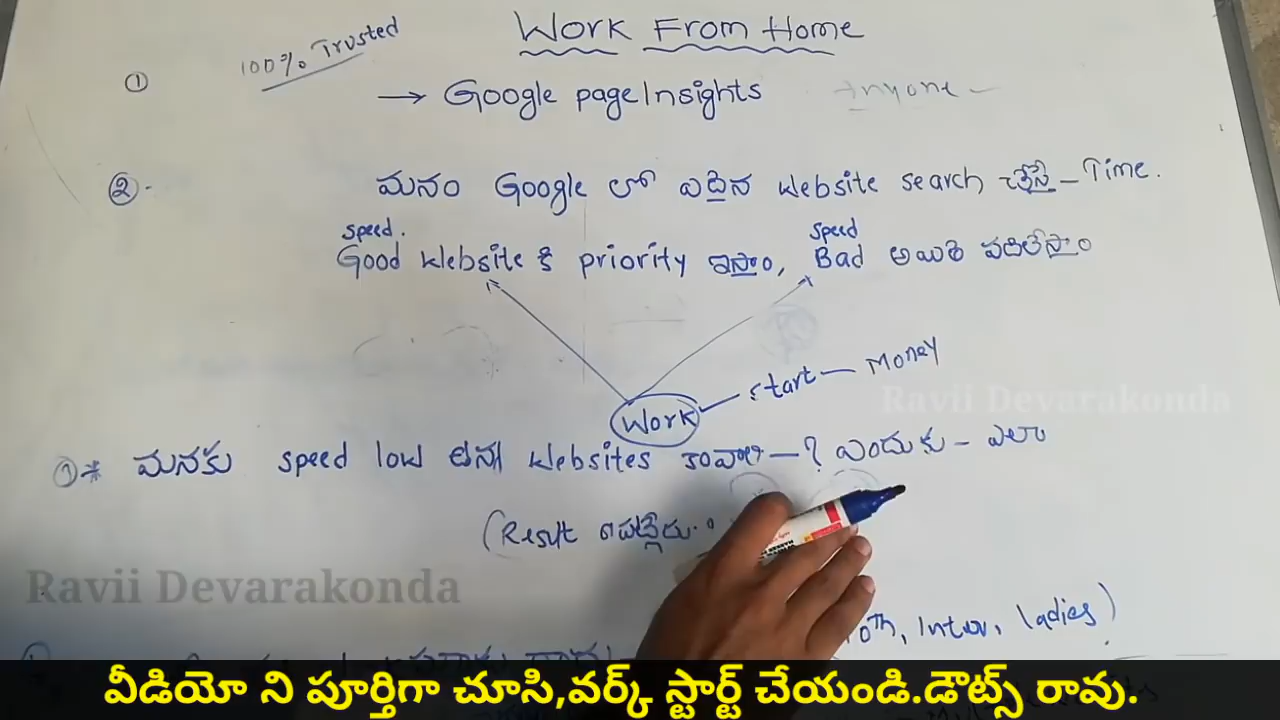 Work From Home
100% Trusted
① → Google pageInsights Anyone -
② మనం Google లో ఏదైన Website search చేసే - Time.
speed. speed
Good Website కి priority ఇస్తాం, Bad అయితే వదిలేస్తాం
Work - start - Money
Ravii Devarakonda
① * మనకు speed low ఉన్న Websites కావాలి - ? ఎందుకు - ఎలా
(Result
Ravii Devarakonda
10th, Inter, ladies)
వీడియో ని పూర్తిగా చూసి,వర్క్ స్టార్ట్ చేయండి.డౌట్స్ రావు.